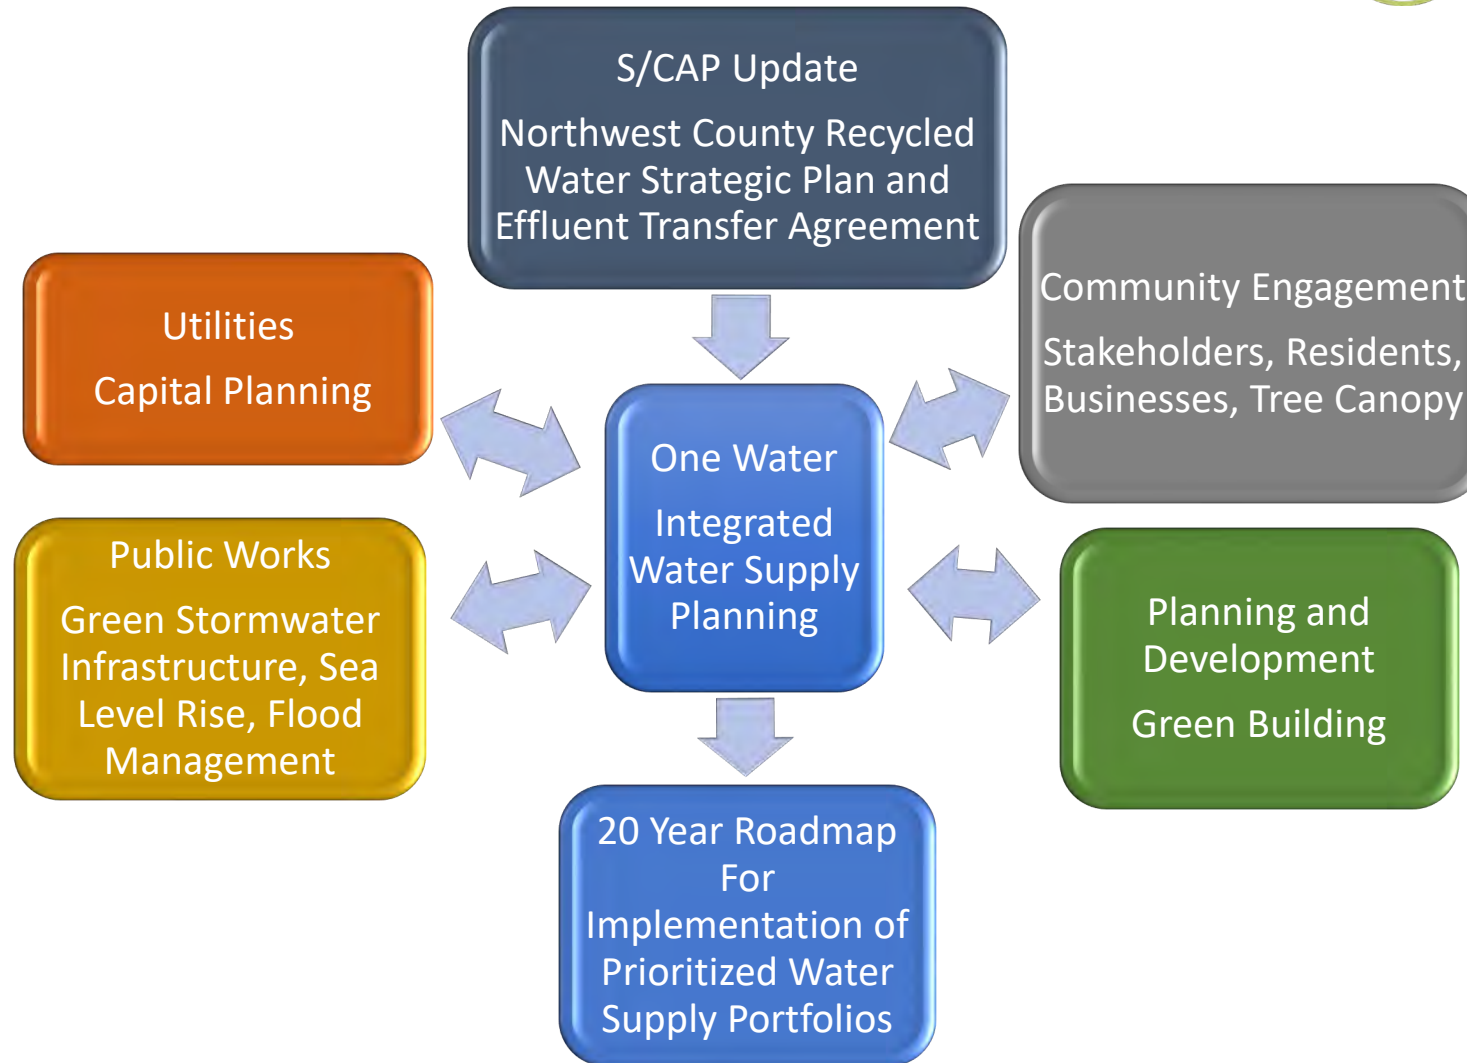 S/CAP Update
Northwest County Recycled
Water Strategic Plan and
Effluent Transfer Agreement
Utilities
Capital Planning
Community Engagement
Stakeholders, Residents,
Businesses, Tree Canopy
One Water
Integrated
Water Supply
Planning
Public Works
Green Stormwater
Infrastructure, Sea
Level Rise, Flood
Management
Planning and
Development
Green Building
20 Year Roadmap
For
Implementation of
Prioritized Water
Supply Portfolios